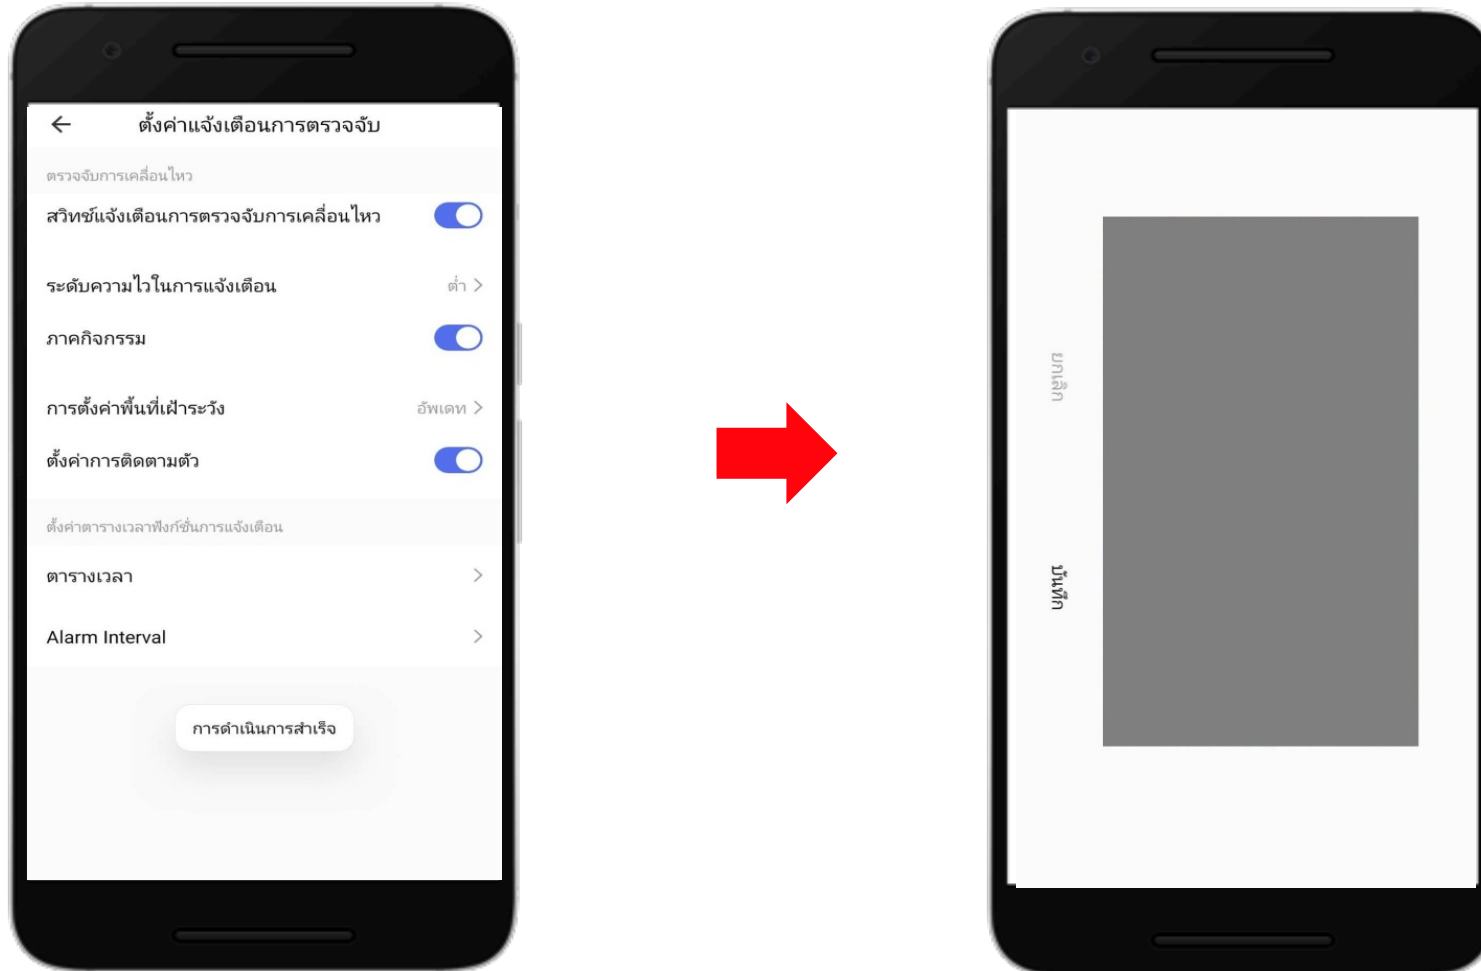 ตั้งค่าแจ้งเตือนการตรวจจับ
ตรวจจับการเคลื่อนไหว
สวิทช์แจ้งเตือนการตรวจจับการเคลื่อนไหว
ระดับความไวในการแจ้งเตือน ต่ำ
ภาคกิจกรรม
การตั้งค่าพื้นที่เฝ้าระวัง อัพเดท
ตั้งค่าการติดตามตัว
ตั้งค่าตารางเวลาฟังก์ชั่นการแจ้งเตือน
ตารางเวลา
Alarm Interval
การดำเนินการสำเร็จ
ยกเลิก
บันทึก